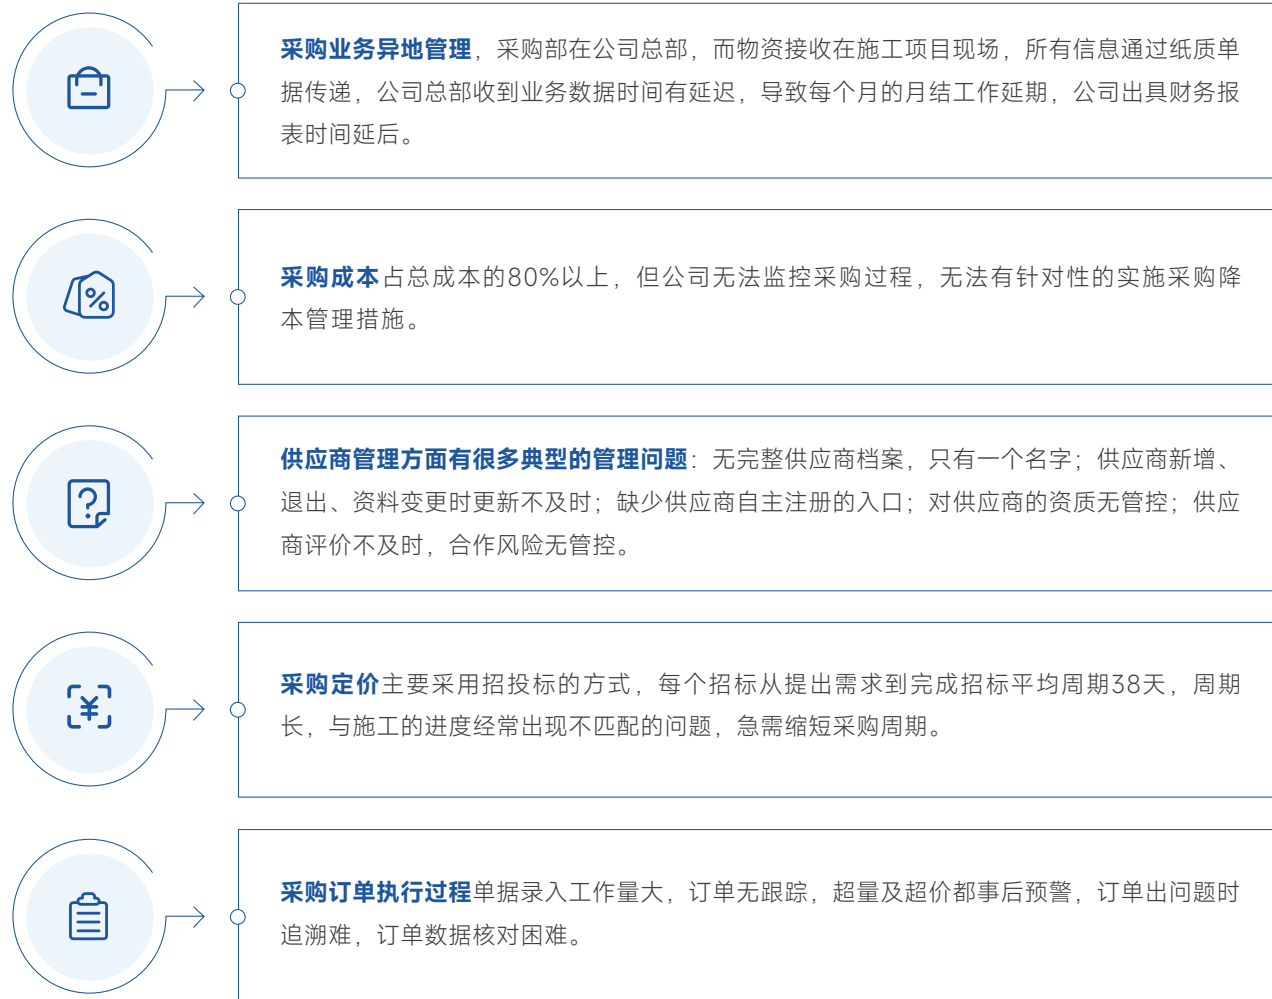 采购业务异地管理，采购部在公司总部，而物资接收在施工项目现场，所有信息通过纸质单
据传递，公司总部收到业务数据时间有延迟，导致每个月的月结工作延期，公司出具财务报
表时间延后。
采购成本占总成本的80%以上，但公司无法监控采购过程，无法有针对性的实施采购降
本管理措施。
供应商管理方面有很多典型的管理问题：无完整供应商档案，只有一个名字；供应商新增、
退出、资料变更时更新不及时；缺少供应商自主注册的入口；对供应商的资质无管控；供应
商评价不及时，合作风险无管控。
采购定价主要采用招投标的方式，每个招标从提出需求到完成招标平均周期38天，周期
长，与施工的进度经常出现不匹配的问题，急需缩短采购周期。
采购订单执行过程单据录入工作量大，订单无跟踪，超量及超价都事后预警，订单出问题时
追溯难，订单数据核对困难。